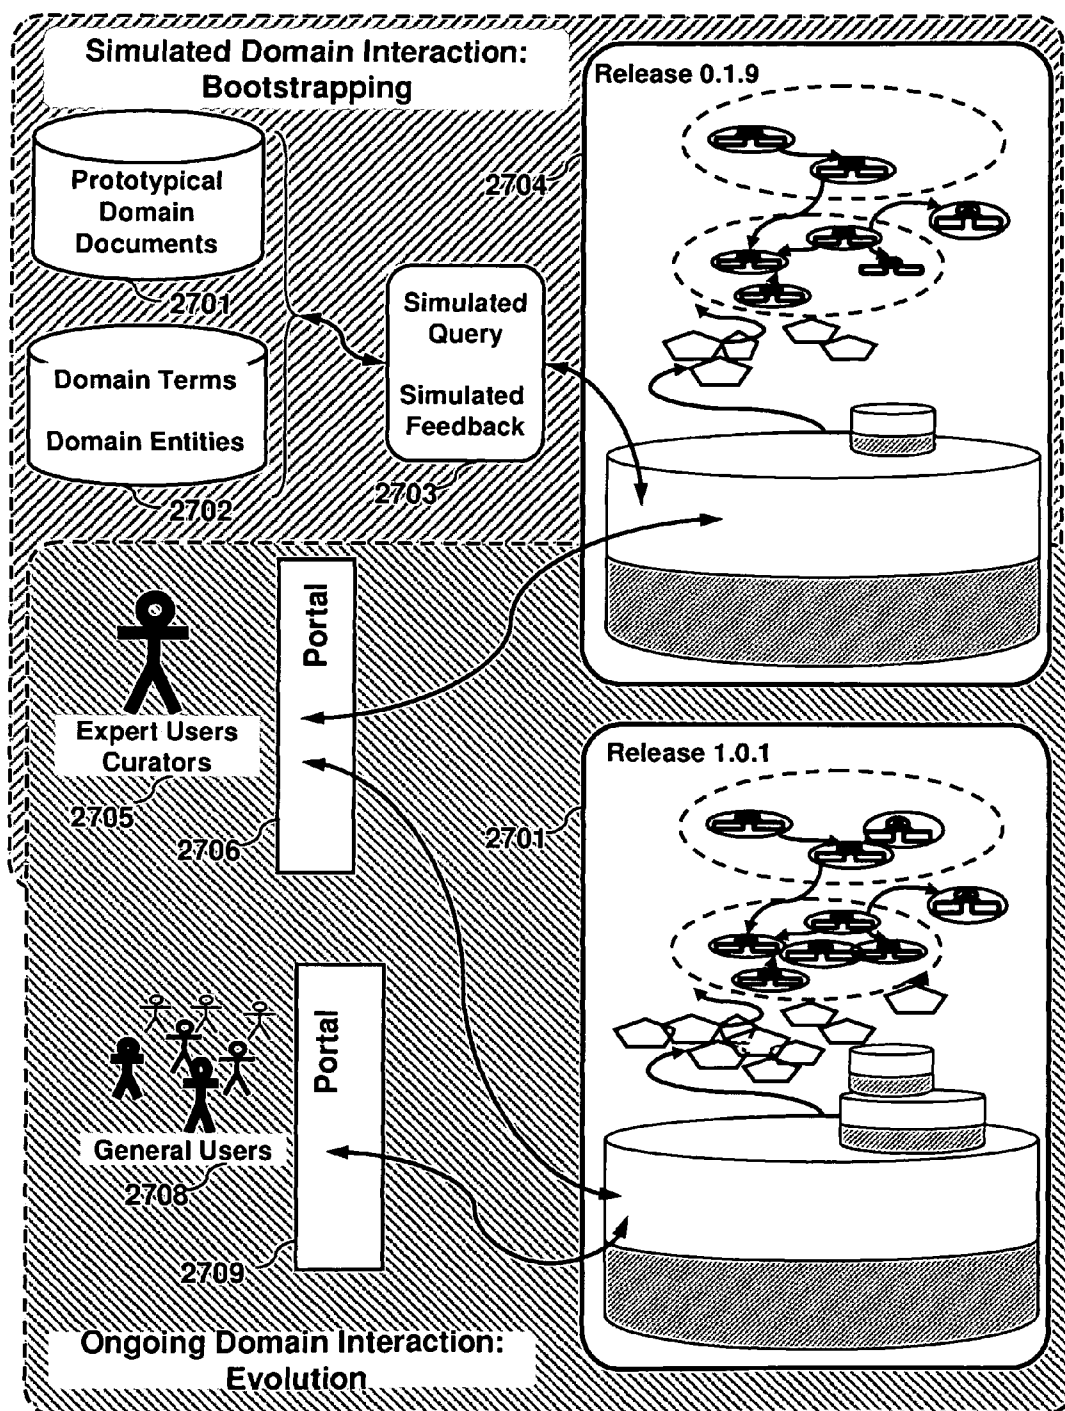 Simulated Domain Interaction:
Bootstrapping
Release 0.1.9
Prototypical
Domain
Documents
2701
2704
Domain Terms
Domain Entities
2702
Simulated
Query
Simulated
Feedback
2703
Portal
Expert Users
Curators
2705
2706
Release 1.0.1
2701
Portal
General Users
2708
2709
Ongoing Domain Interaction:
Evolution